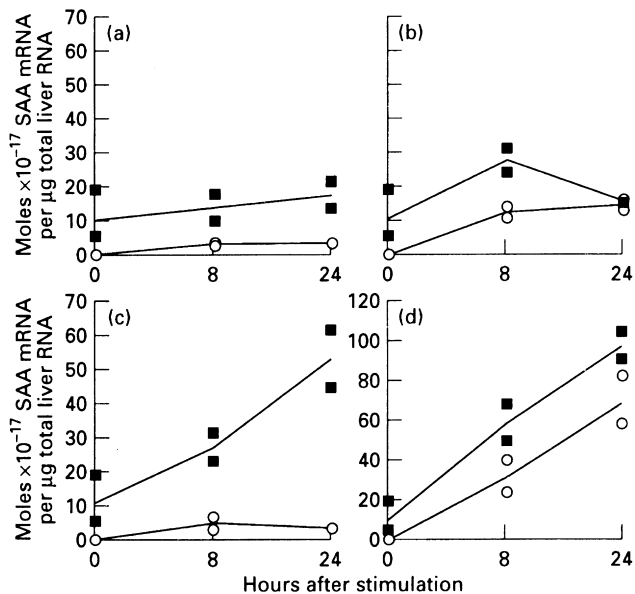 (a)
Moles ×10⁻¹⁷ SAA mRNA
per µg total liver RNA
70
60
50
40
30
20
10
0
0 8 24
(b)
0 8 24
(c)
Moles ×10⁻¹⁷ SAA mRNA
per µg total liver RNA
70
60
50
40
30
20
10
0
0 8 24
(d)
120
100
80
60
40
20
0
0 8 24
Hours after stimulation